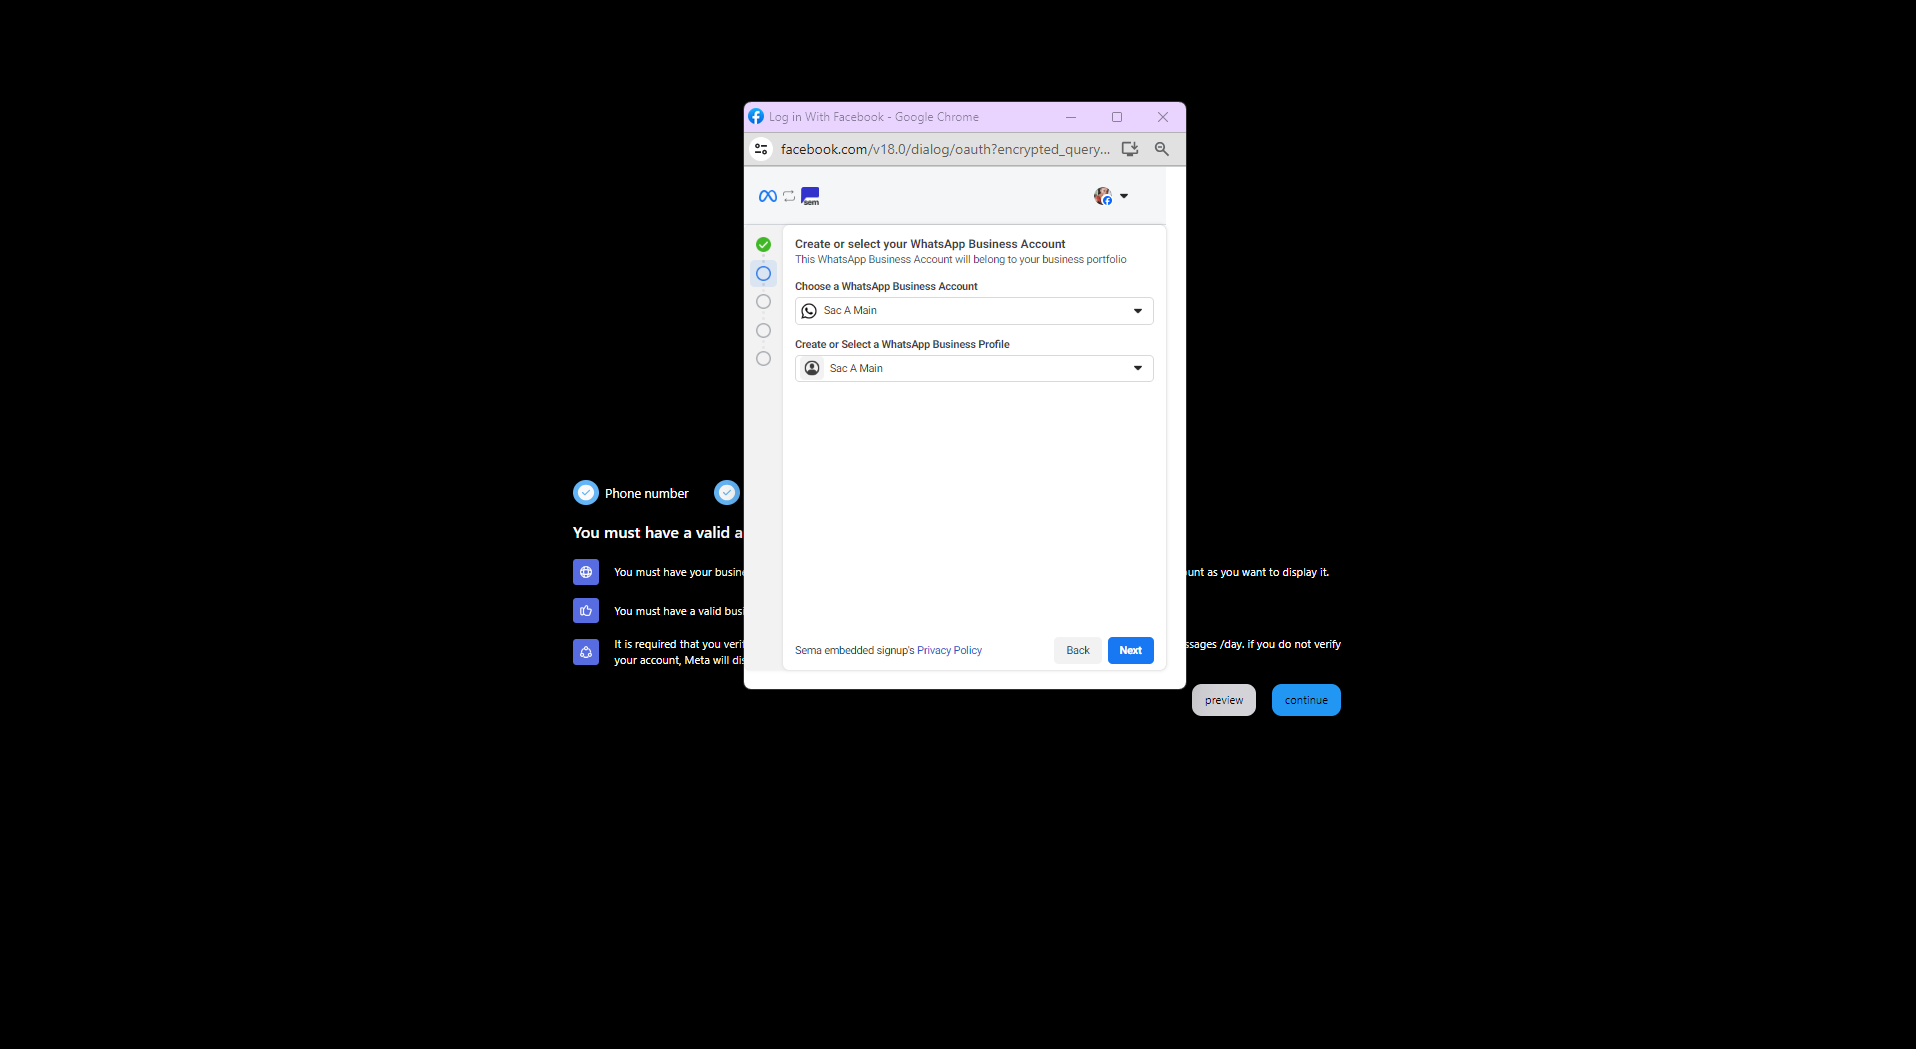 Log in With Facebook - Google Chrome
facebook.com/v18.0/dialog/oauth?encrypted_query...
sem
Create or select your WhatsApp Business Account
This WhatsApp Business Account will belong to your business portfolio
Choose a WhatsApp Business Account
Sac A Main
Create or Select a WhatsApp Business Profile
Sac A Main
Sema embedded signup's Privacy Policy
Back
Next
Phone number
You must have a valid a
You must have your busine
unt as you want to display it.
You must have a valid busi
It is required that you verif
ssages /day. if you do not verify
your account, Meta will dis
preview
continue